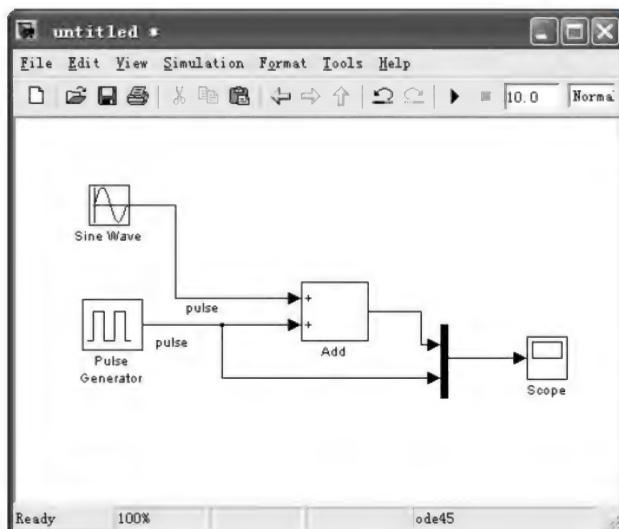 untitled *
File Edit View Simulation Format Tools Help
10.0 Norma
Sine Wave
pulse
+
+
pulse
Add
Pulse
Generator
Scope
Ready 100% ode45